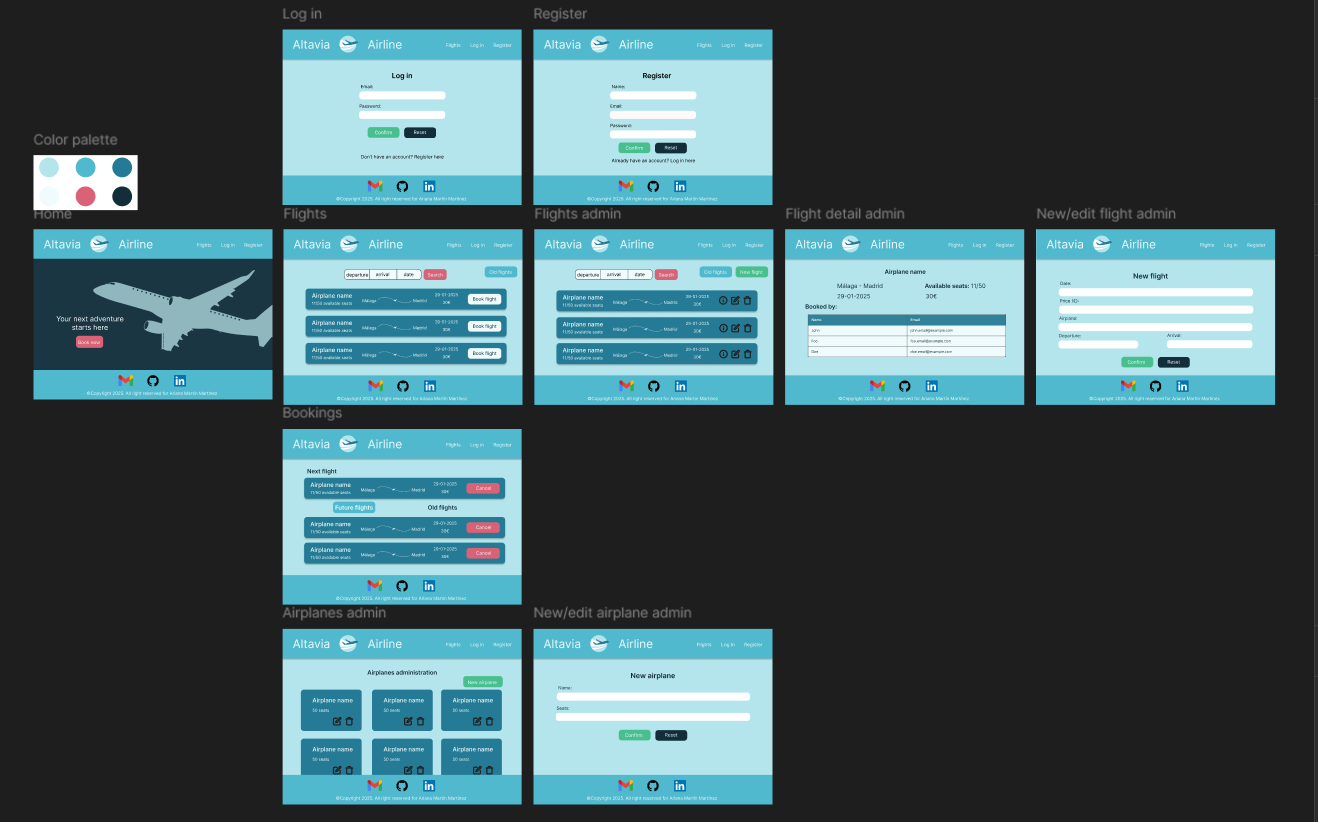 Log in
Altavia Airline
Flights Log in Register
Log in
Email:
Password:
Confirm Reset
Don't have an account? Register here
©Copyright 2025. All right reserved for Ariana Martín Martínez
Register
Altavia Airline
Flights Log in Register
Register
Name:
Email:
Password:
Confirm Reset
Already have an account? Log in here
©Copyright 2025. All right reserved for Ariana Martín Martínez
Color palette
Home
Altavia Airline
Flights Log in Register
Your next adventure
starts here
Book now
©Copyright 2025. All right reserved for Ariana Martín Martínez
Flights
Altavia Airline
Flights Log in Register
departure arrival date Search
Old flights
Airplane name
11/50 available seats
Málaga Madrid
29-01-2025
30€
Book flight
Airplane name
11/50 available seats
Málaga Madrid
29-01-2025
30€
Book flight
Airplane name
11/50 available seats
Málaga Madrid
29-01-2025
30€
Book flight
©Copyright 2025. All right reserved for Ariana Martín Martínez
Flights admin
Altavia Airline
Flights Log in Register
departure arrival date Search
Old flights New flight
Airplane name
11/50 available seats
Málaga Madrid
29-01-2025
30€
Airplane name
11/50 available seats
Málaga Madrid
29-01-2025
30€
Airplane name
11/50 available seats
Málaga Madrid
29-01-2025
30€
©Copyright 2025. All right reserved for Ariana Martín Martínez
Flight detail admin
Altavia Airline
Flights Log in Register
Airplane name
Málaga - Madrid Available seats: 11/50
29-01-2025 30€
Booked by:
Name Email
John john.email@example.com
Foo foo.email@example.com
Doe doe.email@example.com
©Copyright 2025. All right reserved for Ariana Martín Martínez
New/edit flight admin
Altavia Airline
Flights Log in Register
New flight
Date:
Price (€):
Airplane:
Departure: Arrival:
Confirm Reset
©Copyright 2025. All right reserved for Ariana Martín Martínez
Bookings
Altavia Airline
Flights Log in Register
Next flight
Airplane name
11/50 available seats
Málaga Madrid
29-01-2025
30€
Cancel
Future flights Old flights
Airplane name
11/50 available seats
Málaga Madrid
29-01-2025
30€
Cancel
Airplane name
11/50 available seats
Málaga Madrid
29-01-2025
30€
Cancel
©Copyright 2025. All right reserved for Ariana Martín Martínez
Airplanes admin
Altavia Airline
Flights Log in Register
Airplanes administration
New airplane
Airplane name Airplane name Airplane name
50 seats 50 seats 50 seats
Airplane name Airplane name Airplane name
50 seats 50 seats 50 seats
©Copyright 2025. All right reserved for Ariana Martín Martínez
New/edit airplane admin
Altavia Airline
Flights Log in Register
New airplane
Name:
Seats:
Confirm Reset
©Copyright 2025. All right reserved for Ariana Martín Martínez